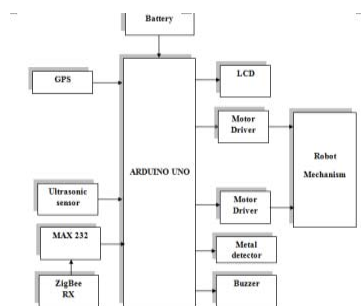 Battery
GPS
LCD
Motor
Driver
Robot
Mechanism
ARDUINO UNO
Ultrasonic
sensor
Motor
Driver
MAX 232
Metal
detector
ZigBee
RX
Buzzer